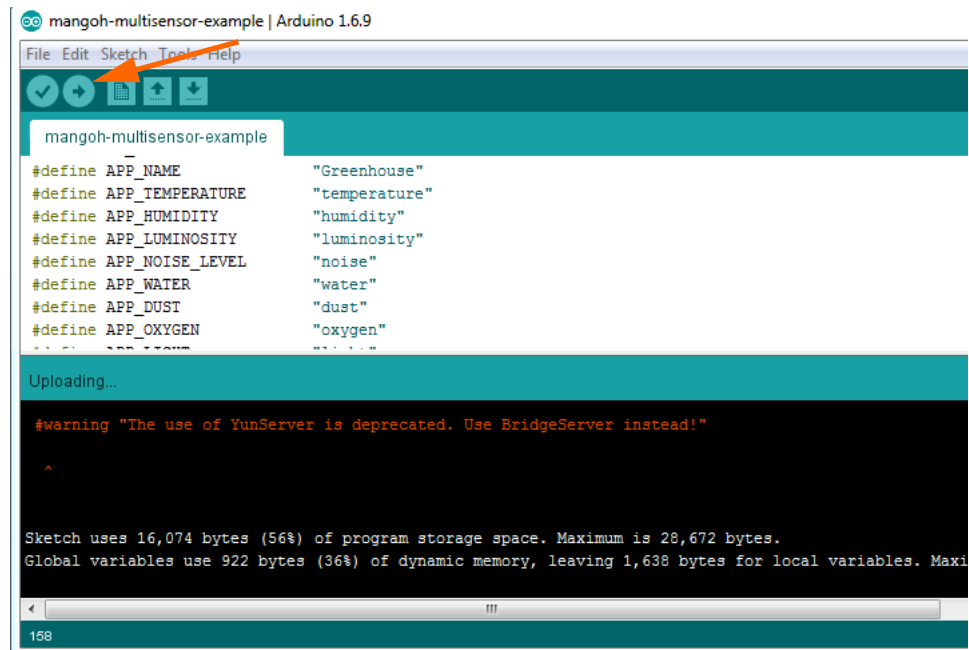 mangoh-multisensor-example | Arduino 1.6.9
File Edit Sketch Tools Help
mangoh-multisensor-example
#define APP_NAME "Greenhouse"
#define APP_TEMPERATURE "temperature"
#define APP_HUMIDITY "humidity"
#define APP_LUMINOSITY "luminosity"
#define APP_NOISE_LEVEL "noise"
#define APP_WATER "water"
#define APP_DUST "dust"
#define APP_OXYGEN "oxygen"
Uploading...
#warning "The use of YunServer is deprecated. Use BridgeServer instead!"
^
Sketch uses 16,074 bytes (56%) of program storage space. Maximum is 28,672 bytes.
Global variables use 922 bytes (36%) of dynamic memory, leaving 1,638 bytes for local variables. Maxi
158